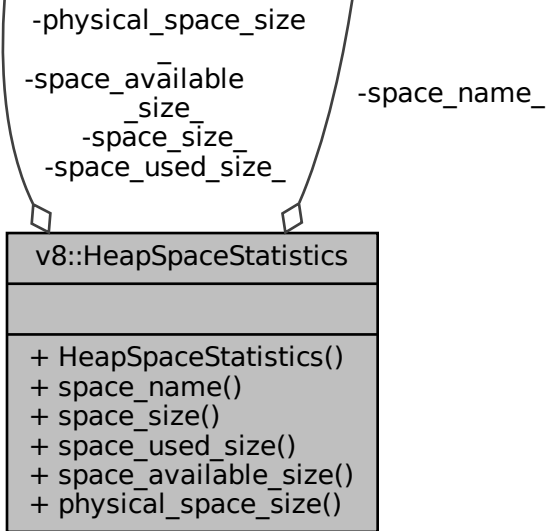 -physical_space_size
_
-space_available
_size_
-space_size_
-space_used_size_
-space_name_
v8::HeapSpaceStatistics
+ HeapSpaceStatistics()
+ space_name()
+ space_size()
+ space_used_size()
+ space_available_size()
+ physical_space_size()